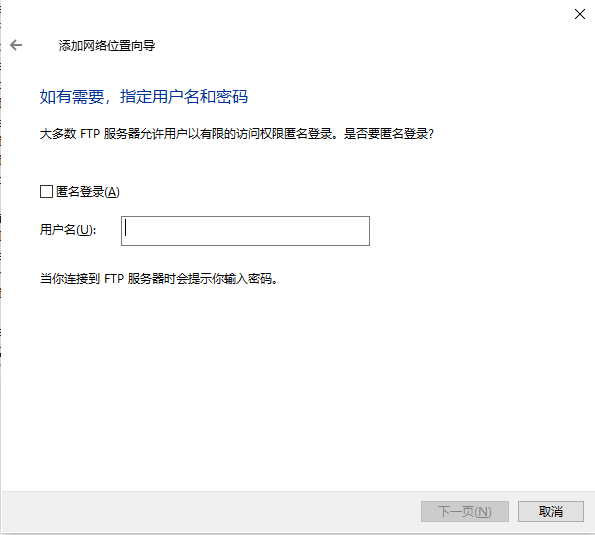 添加网络位置向导
如有需要，指定用户名和密码
大多数 FTP 服务器允许用户以有限的访问权限匿名登录。是否要匿名登录?
匿名登录(A)
用户名(U):
当你连接到 FTP 服务器时会提示你输入密码。
下一页(N)
取消